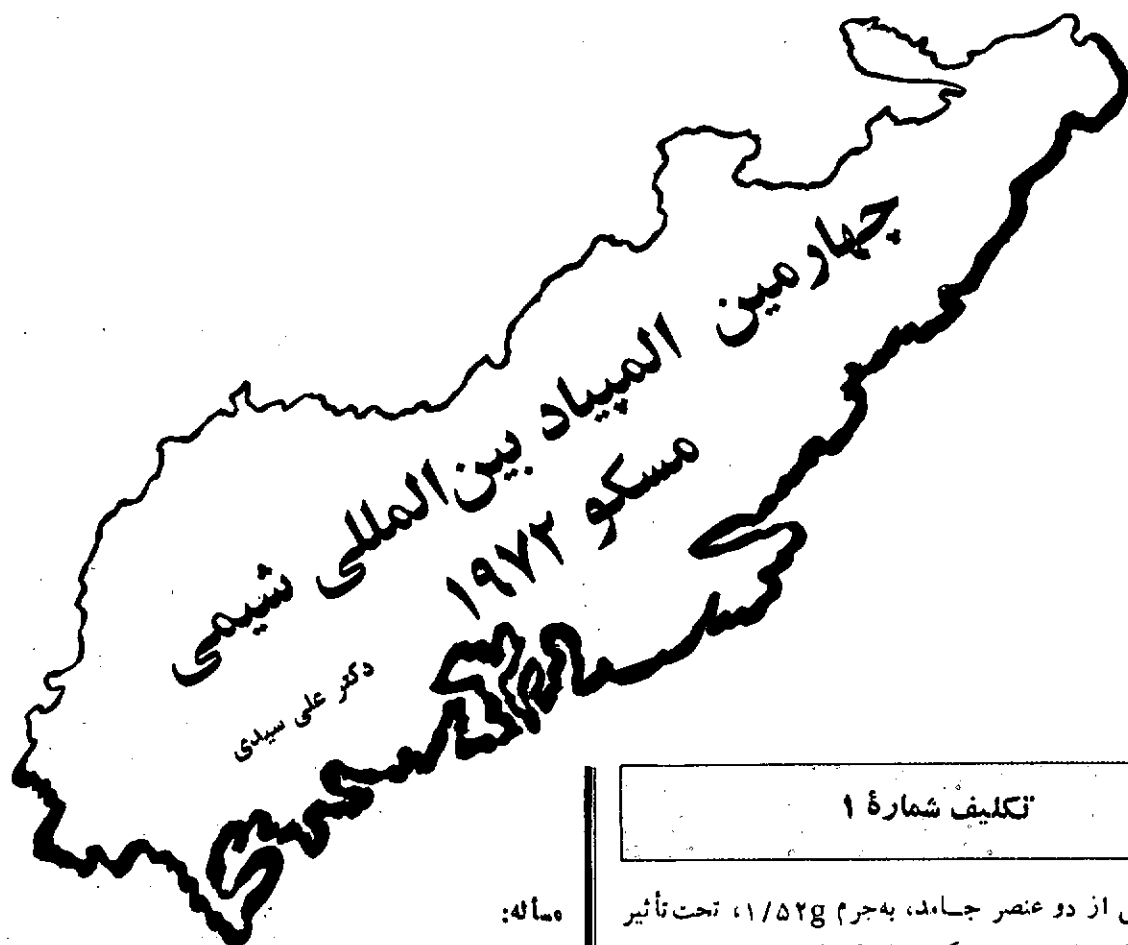 چهارمین المپیاد بین‌المللی شیمی
مسکو ۱۹۷۲
دکتر علی سیدی
تکلیف شمارهٔ ۱
از دو عنصر جامد، به‌جرم ۱/۵۲g، تحت تأثیر
مسأله: